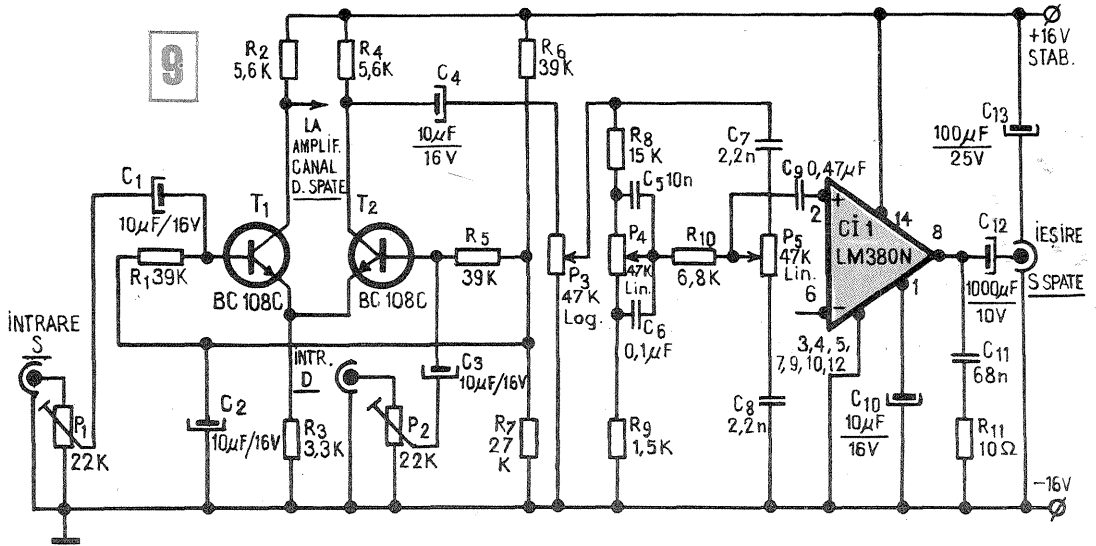 9
R2
5,6K
R4
5,6K
R6
39K
+16V
STAB.
C4
10µF
16V
LA
AMPLIF.
CANAL
D. SPATE
R8
15K
C7
2,2n
C13
100µF
25V
C1
10µF/16V
T1
T2
C5 10n
C9 0,47µF
R1 39K
BC 108C
BC 108C
R5
39K
P3
47K
Log.
P4
47K
Lin.
R10
6,8K
P5
47K
Lin.
+
2
14
Cİ 1
LM380N
8
1
6
-
3,4,5,
7,9,10,12
C12
1000µF
10V
İEŞİRE
S SPATE
İNTRARE
S
İNTR.
D
C6
0,1µF
C3
10µF/16V
C2
10µF/16V
P1
22K
R3
3,3K
P2
22K
R7
27
K
R9
1,5K
C8
2,2n
C10
10µF
16V
C11
68n
R11
10Ω
-16V